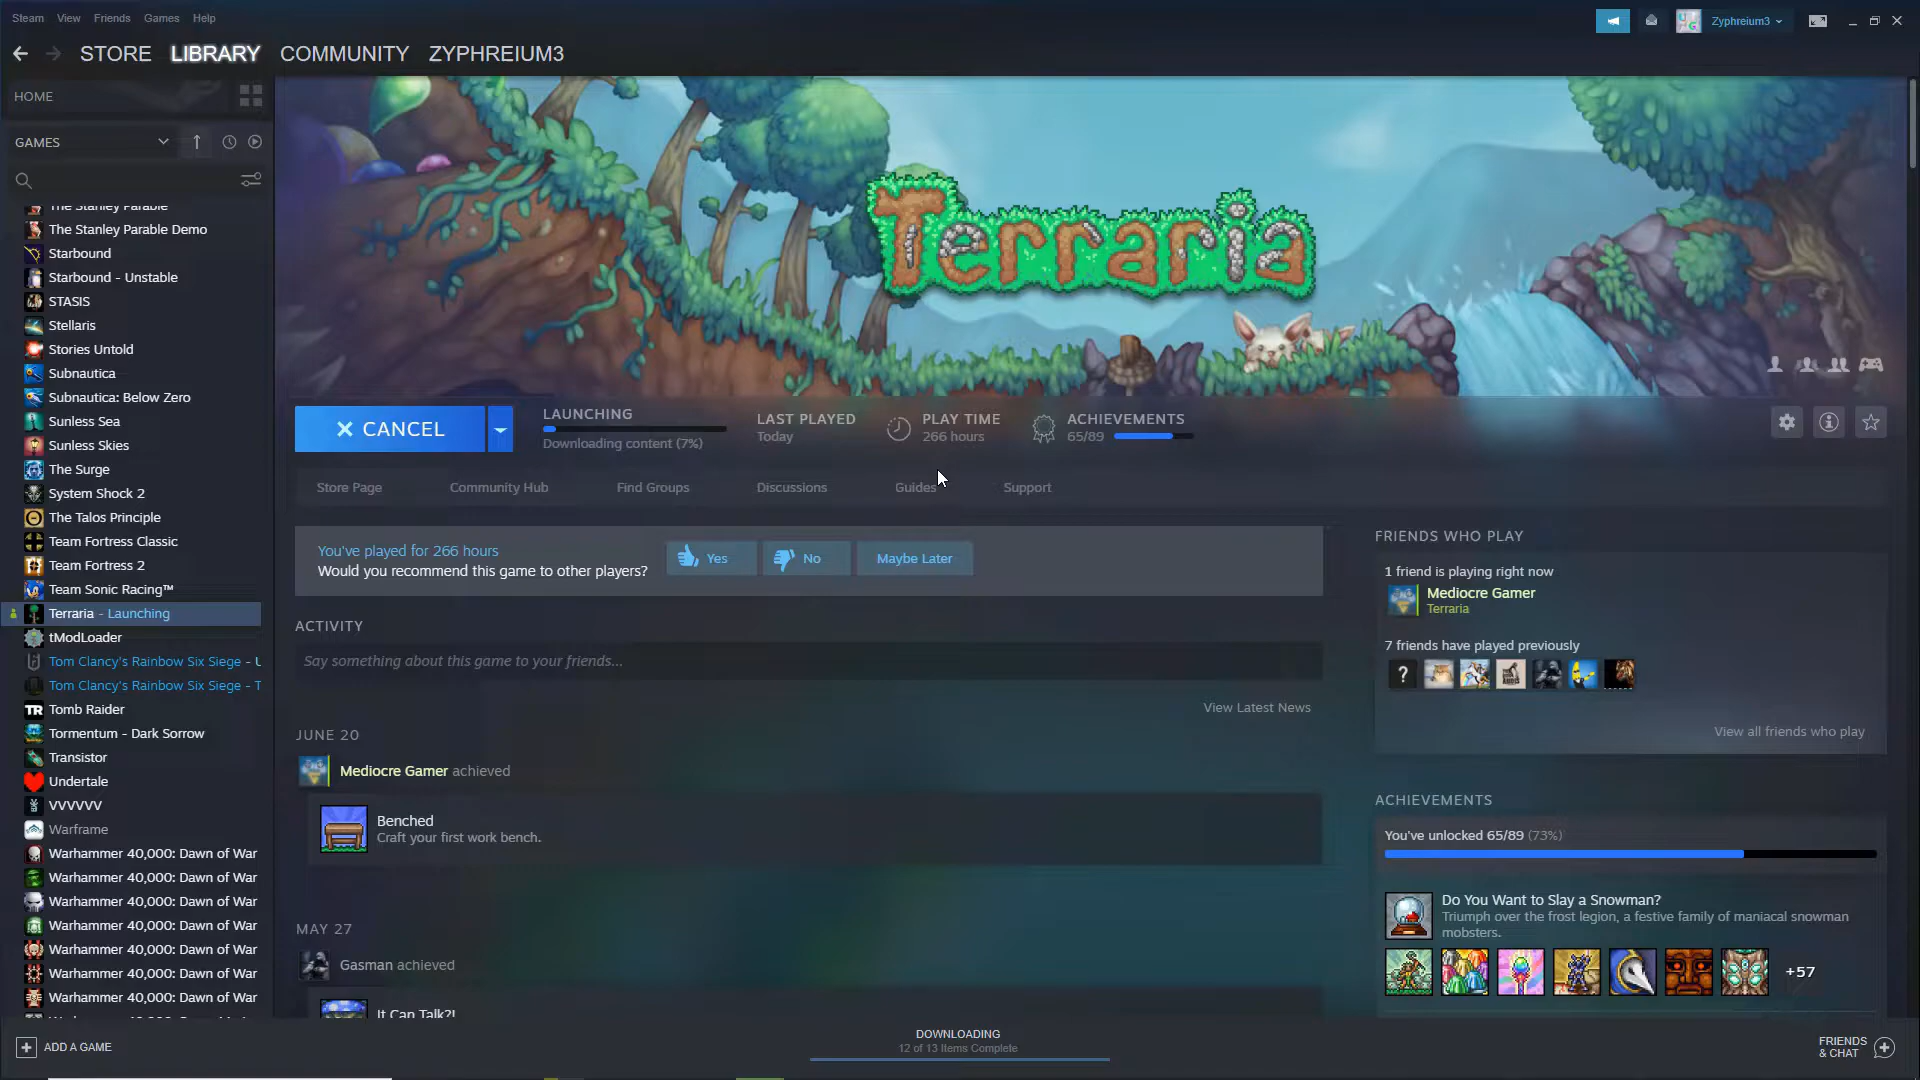 Steam View Friends Games Help
Zyphreium3
STORE LIBRARY COMMUNITY ZYPHREIUM3
HOME
GAMES
The Stanley Parable
The Stanley Parable Demo
Starbound
Starbound - Unstable
STASIS
Stellaris
Stories Untold
Subnautica
Subnautica: Below Zero
Sunless Sea
Sunless Skies
The Surge
System Shock 2
The Talos Principle
Team Fortress Classic
Team Fortress 2
Team Sonic Racing™
Terraria - Launching
tModLoader
Tom Clancy's Rainbow Six Siege - U
Tom Clancy's Rainbow Six Siege - T
TR Tomb Raider
Tormentum - Dark Sorrow
Transistor
Undertale
VVVVVV
Warframe
Warhammer 40,000: Dawn of War
Warhammer 40,000: Dawn of War
Warhammer 40,000: Dawn of War
Warhammer 40,000: Dawn of War
Warhammer 40,000: Dawn of War
Warhammer 40,000: Dawn of War
Warhammer 40,000: Dawn of War
ADD A GAME
Terraria
CANCEL
LAUNCHING
Downloading content (7%)
LAST PLAYED
Today
PLAY TIME
266 hours
ACHIEVEMENTS
65/89
Store Page Community Hub Find Groups Discussions Guides Support
You've played for 266 hours
Would you recommend this game to other players?
Yes No Maybe Later
ACTIVITY
Say something about this game to your friends...
View Latest News
JUNE 20
Mediocre Gamer achieved
Benched
Craft your first work bench.
MAY 27
Gasman achieved
It Can Talk?!
FRIENDS WHO PLAY
1 friend is playing right now
Mediocre Gamer
Terraria
7 friends have played previously
?
View all friends who play
ACHIEVEMENTS
You've unlocked 65/89 (73%)
Do You Want to Slay a Snowman?
Triumph over the frost legion, a festive family of maniacal snowman
mobsters.
+57
DOWNLOADING
12 of 13 Items Complete
FRIENDS
& CHAT